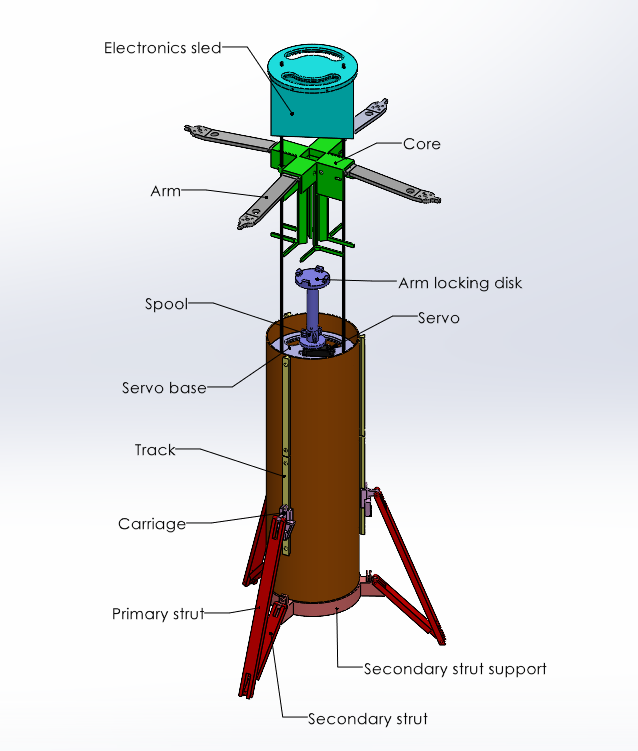 Electronics sled
Core
Arm
Arm locking disk
Spool
Servo
Servo base
Track
Carriage
Primary strut
Secondary strut support
Secondary strut